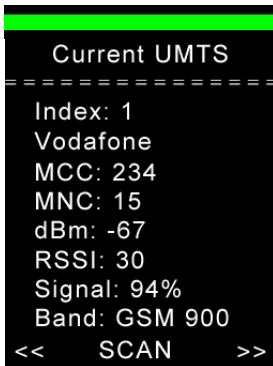 Current UMTS
= = = = = = = = = = = = = = =
Index: 1
Vodafone
MCC: 234
MNC: 15
dBm: -67
RSSI: 30
Signal: 94%
Band: GSM 900
<< SCAN >>